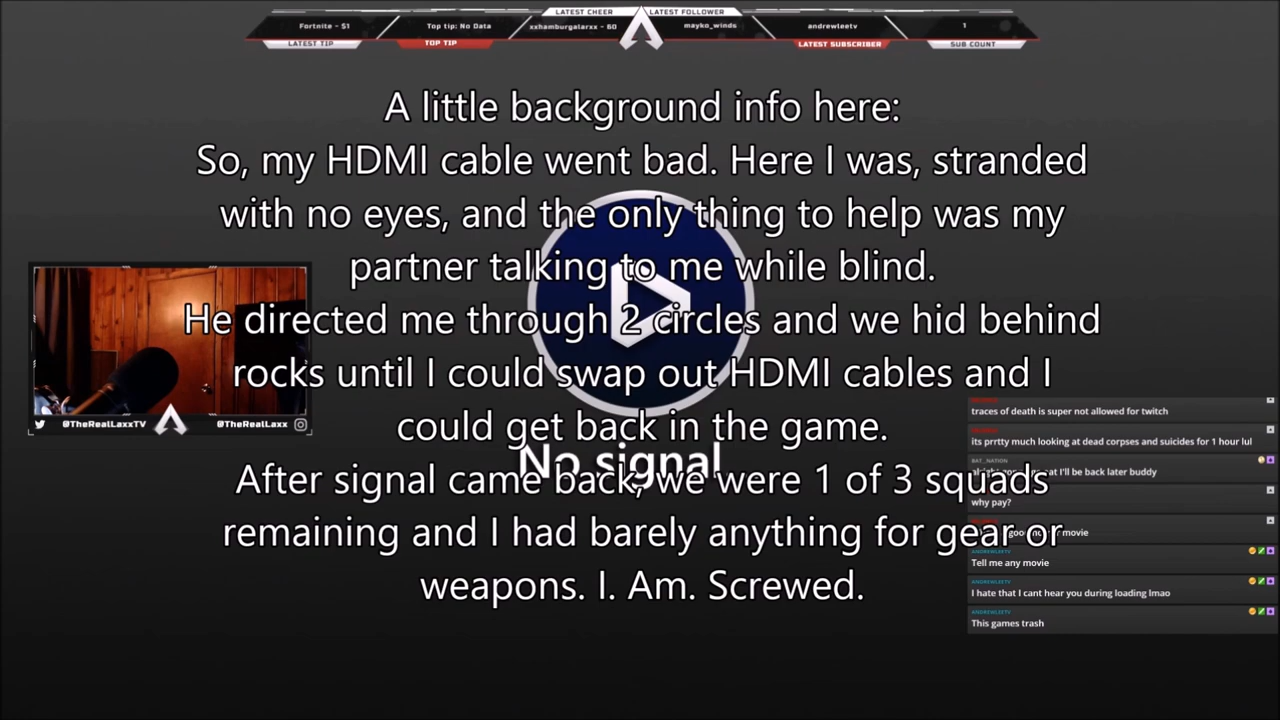 LATEST CHEER
LATEST FOLLOWER
Fortnite - $1
Top tip: No Data
xxhamburgalarxx - 60
mayko_winds
andrewleetv
1
LATEST TIP
TOP TIP
LATEST SUBSCRIBER
SUB COUNT
A little background info here:
So, my HDMI cable went bad. Here I was, stranded
with no eyes, and the only thing to help was my
partner talking to me while blind.
He directed me through 2 circles and we hid behind
rocks until I could swap out HDMI cables and I
could get back in the game.
After signal came back, we were 1 of 3 squads
remaining and I had barely anything for gear or
weapons. I. Am. Screwed.
No signal
@TheRealLaxxTV
@TheRealLaxx
traces of death is super not allowed for twitch
its prrtty much looking at dead corpses and suicides for 1 hour lul
BAT_NATION
eat I'll be back later buddy
why pay?
movie
ANDREWLEETV
Tell me any movie
ANDREWLEETV
I hate that I cant hear you during loading lmao
ANDREWLEETV
This games trash